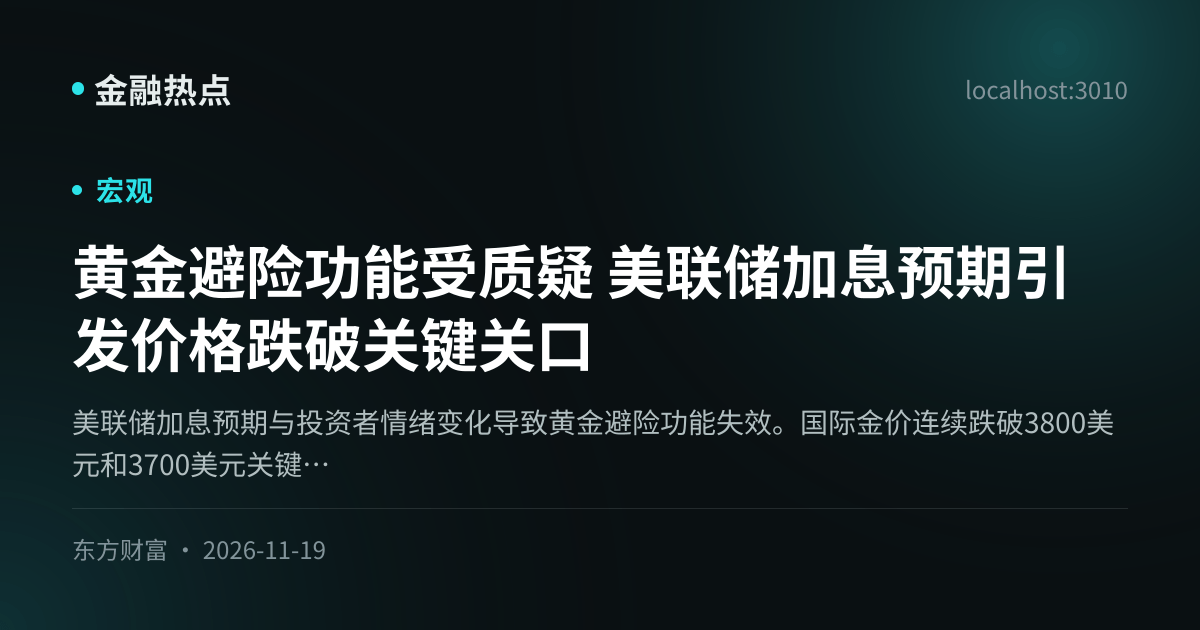 金融热点
localhost:3010
宏观
黄金避险功能受质疑 美联储加息预期引
发价格跌破关键关口
美联储加息预期与投资者情绪变化导致黄金避险功能失效。国际金价连续跌破3800美
元和3700美元关键…
东方财富 · 2026-11-19